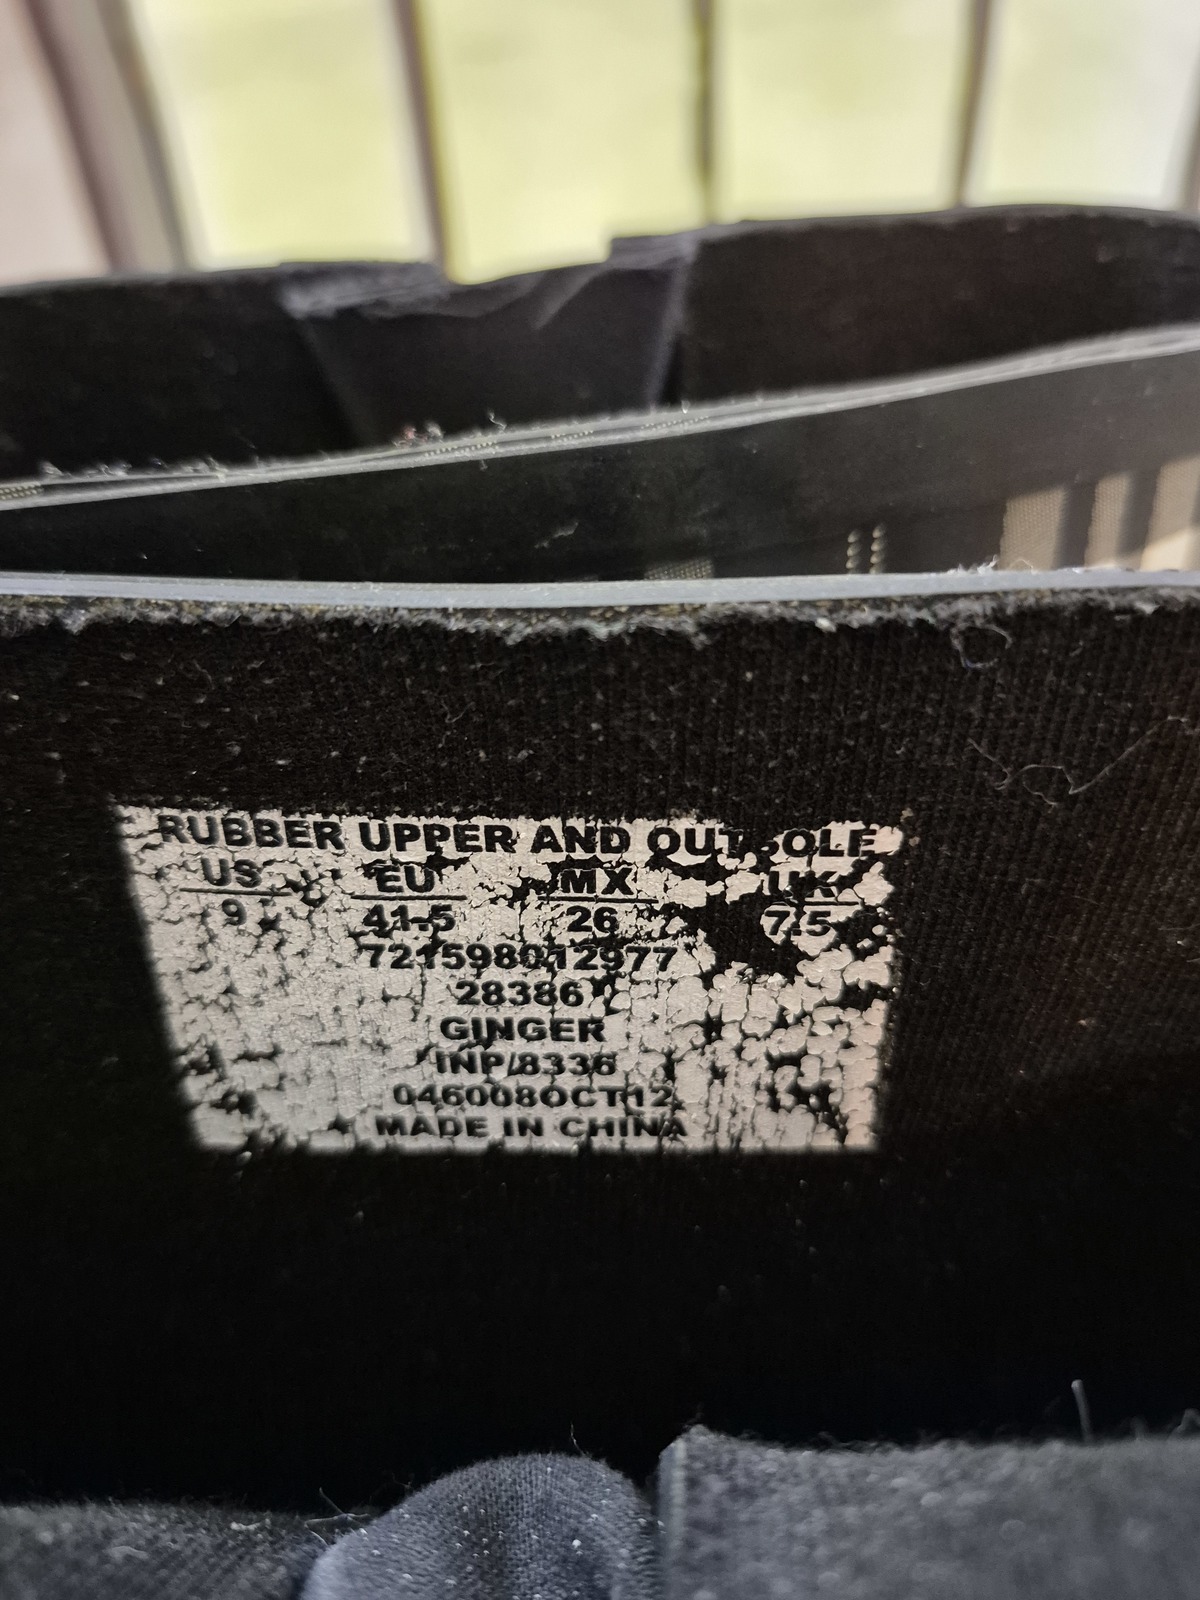 RUBBER UPPER AND OUTSOLE
US EU MX UK
9 41.5 26 7.5
721598012977
28386
GINGER
INP/8336
046008OCT12
MADE IN CHINA